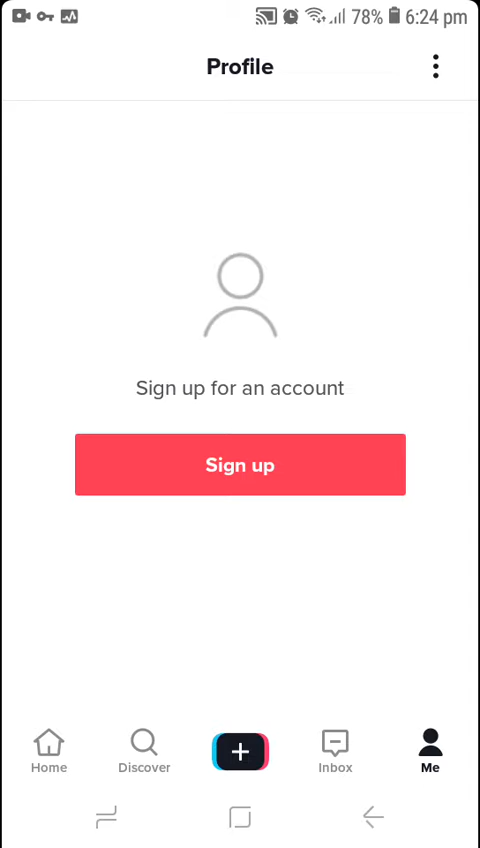 78% 6:24 pm
Profile
Sign up for an account
Sign up
Home Discover Inbox Me